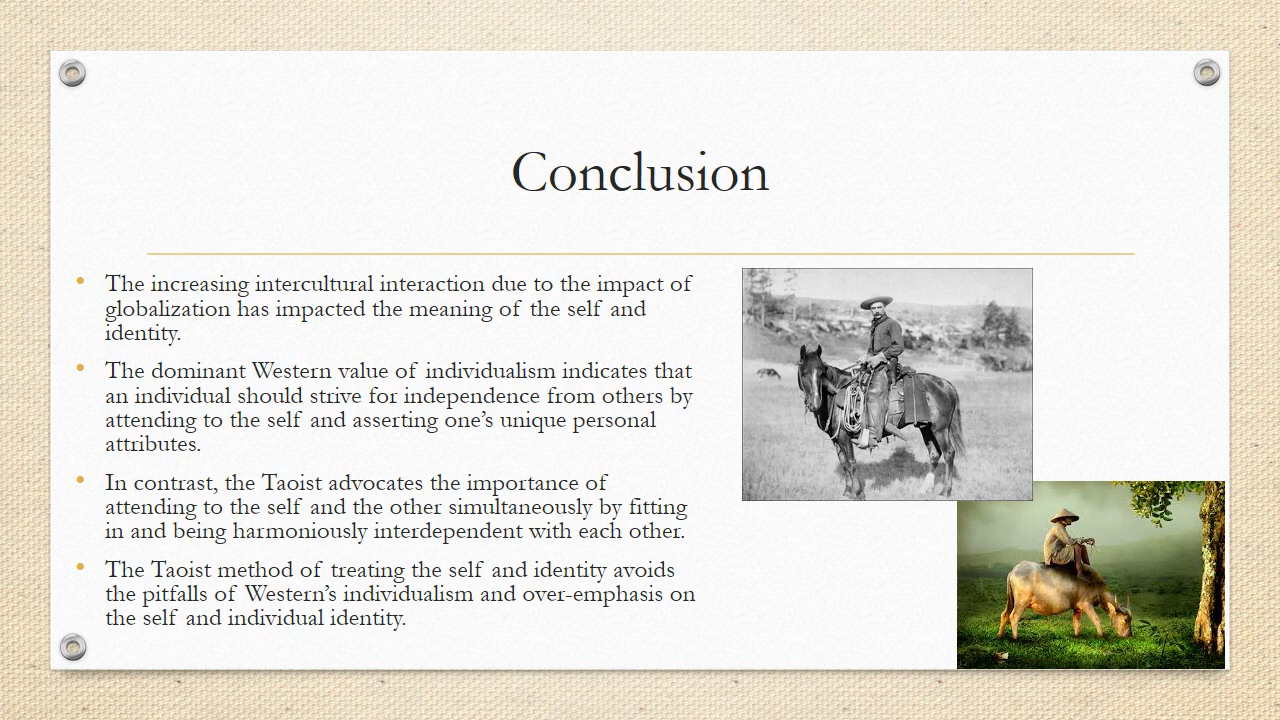 Conclusion
• The increasing intercultural interaction due to the impact of
globalization has impacted the meaning of the self and
identity.
• The dominant Western value of individualism indicates that
an individual should strive for independence from others by
attending to the self and asserting one’s unique personal
attributes.
• In contrast, the Taoist advocates the importance of
attending to the self and the other simultaneously by fitting
in and being harmoniously interdependent with each other.
• The Taoist method of treating the self and identity avoids
the pitfalls of Western’s individualism and over-emphasis on
the self and individual identity.